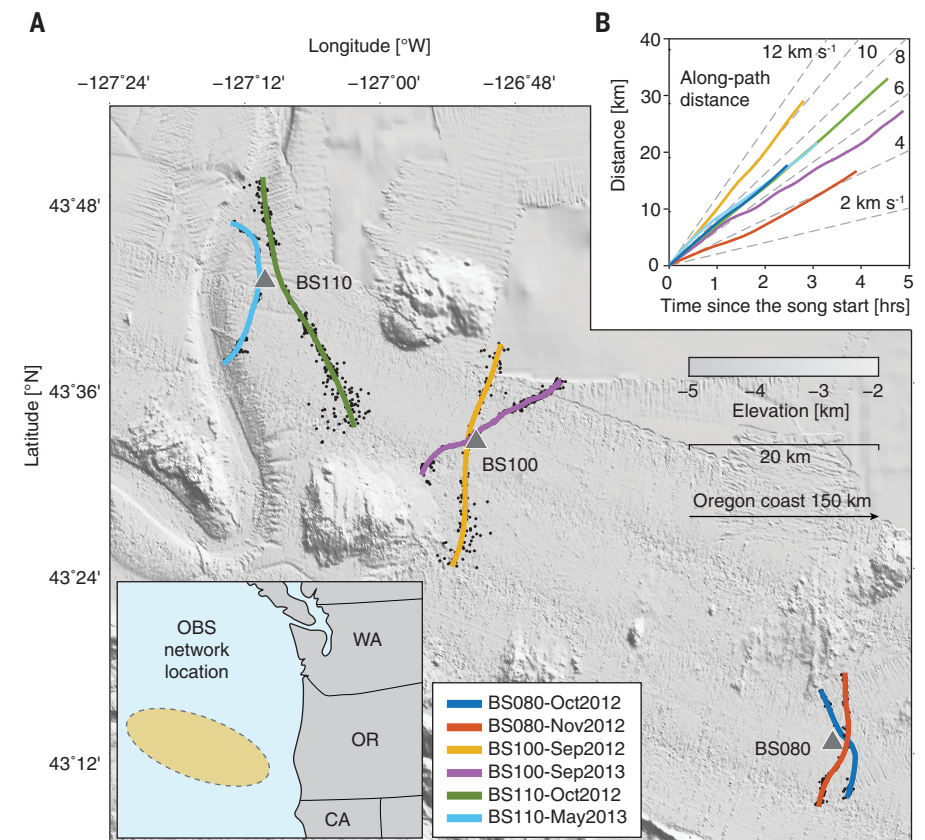 A
Longitude [°W]
−127°24' −127°12' −127°00' −126°48'
43°48'
43°36'
43°24'
43°12'
Latitude [°N]
BS110
BS100
BS080
B
40
30
20
10
0
Distance [km]
Along-path
distance
12 km s⁻¹
10
8
6
4
2 km s⁻¹
0 1 2 3 4 5
Time since the song start [hrs]
−5 −4 −3 −2
Elevation [km]
20 km
Oregon coast 150 km
OBS
network
location
WA
OR
CA
BS080-Oct2012
BS080-Nov2012
BS100-Sep2012
BS100-Sep2013
BS110-Oct2012
BS110-May2013